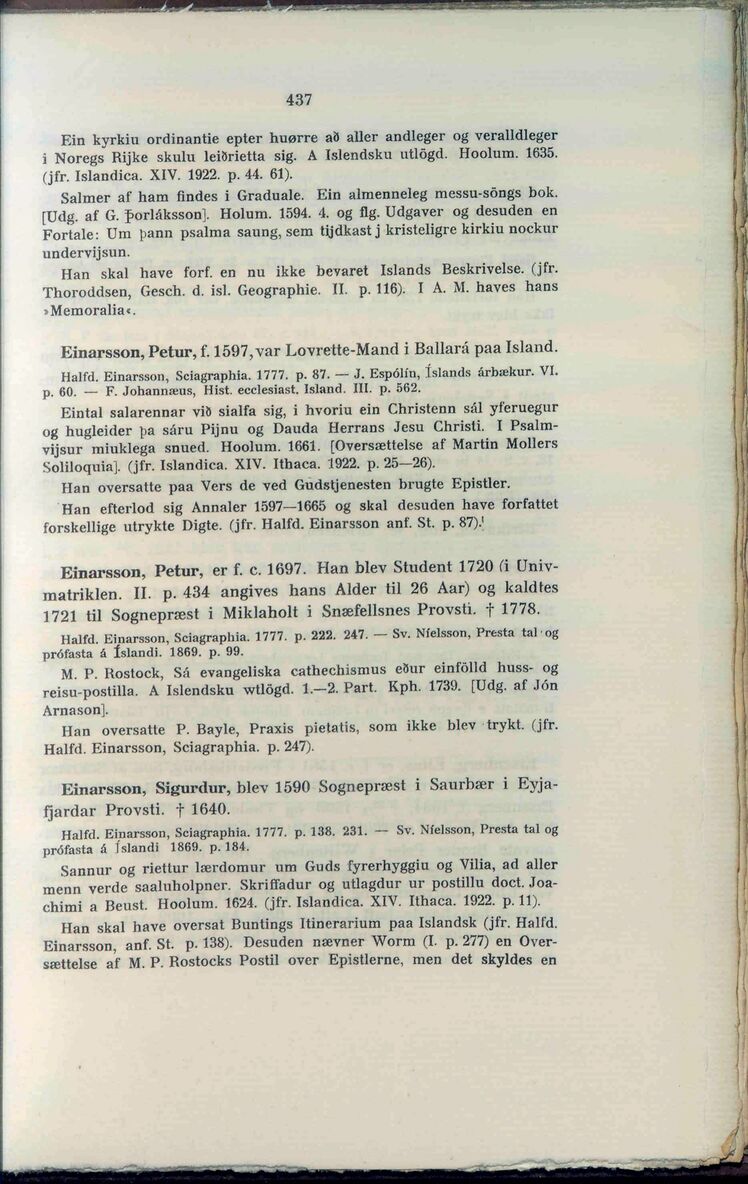 437
Ein kyrkiu ordinantie epter huørre að aller andleger og veralldleger
i Noregs Rijke skulu leiðrietta sig. A Islendsku utlögd. Hoolum. 1635.
(jfr. Islandica. XIV. 1922. p. 44. 61).
Salmer af ham findes i Graduale. Ein almenneleg messu-söngs bok.
[Udg. af G. Þorláksson]. Holum. 1594. 4. og flg. Udgaver og desuden en
Fortale: Um þann psalma saung, sem tijdkast j kristeligre kirkiu nockur
undervijsun.
Han skal have forf. en nu ikke bevaret Islands Beskrivelse. (jfr.
Thoroddsen, Gesch. d. isl. Geographie. II. p. 116). I A. M. haves hans
»Memoralia«.
Einarsson, Petur, f. 1597, var Lovrette-Mand i Ballará paa Island.
Halfd. Einarsson, Sciagraphia. 1777. p. 87. — J. Espólín, Íslands árbækur. VI.
p. 60. — F. Johannæus, Hist. ecclesiast. Island. III. p. 562.
Eintal salarennar við sialfa sig, i hvoriu ein Christenn sál yferuegur
og hugleider þa sáru Pijnu og Dauda Herrans Jesu Christi. I Psalm-
vijsur miuklega snued. Hoolum. 1661. [Oversættelse af Martin Mollers
Soliloquia]. (jfr. Islandica. XIV. Ithaca. 1922. p. 25—26).
Han oversatte paa Vers de ved Gudstjenesten brugte Epistler.
Han efterlod sig Annaler 1597—1665 og skal desuden have forfattet
forskellige utrykte Digte. (jfr. Halfd. Einarsson anf. St. p. 87).
Einarsson, Petur, er f. c. 1697. Han blev Student 1720 (i Univ-
matriklen. II. p. 434 angives hans Alder til 26 Aar) og kaldtes
1721 til Sognepræst i Miklaholt i Snæfellsnes Provsti. † 1778.
Halfd. Einarsson, Sciagraphia. 1777. p. 222. 247. — Sv. Níelsson, Presta tal og
prófasta á Íslandi. 1869. p. 99.
M. P. Rostock, Sá evangeliska cathechismus eður einfölld huss- og
reisu-postilla. A Islendsku wtlögd. 1.—2. Part. Kph. 1739. [Udg. af Jón
Arnason].
Han oversatte P. Bayle, Praxis pietatis, som ikke blev trykt. (jfr.
Halfd. Einarsson, Sciagraphia. p. 247).
Einarsson, Sigurdur, blev 1590 Sognepræst i Saurbær i Eyja-
fjardar Provsti. † 1640.
Halfd. Einarsson, Sciagraphia. 1777. p. 138. 231. — Sv. Níelsson, Presta tal og
prófasta á Íslandi 1869. p. 184.
Sannur og riettur lærdomur um Guds fyrerhyggiu og Vilia, ad aller
menn verde saaluholpner. Skriffadur og utlagdur ur postillu doct. Joa-
chimi a Beust. Hoolum. 1624. (jfr. Islandica. XIV. Ithaca. 1922. p. 11).
Han skal have oversat Buntings Itinerarium paa Islandsk (jfr. Halfd.
Einarsson, anf. St. p. 138). Desuden nævner Worm (I. p. 277) en Over-
sættelse af M. P. Rostocks Postil over Epistlerne, men det skyldes en